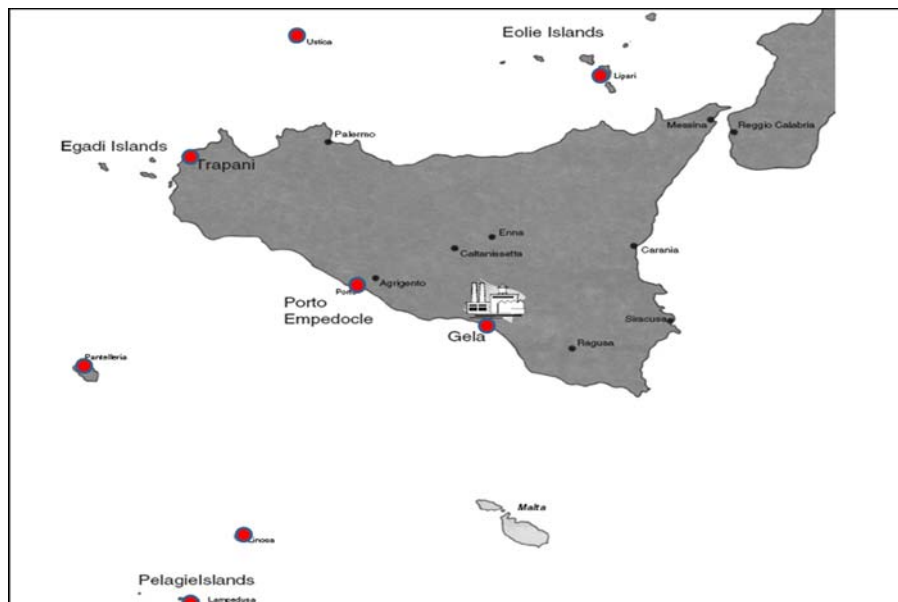 Ustica
Eolie Islands
Lipari
Messina
Reggio Calabria
Palermo
Egadi Islands
Trapani
Enna
Caltanissetta
Carania
Agrigento
Porto
Empedocle
Siracusa
Gela
Ragusa
Pantelleria
Malta
Linosa
PelagieIslands
Lampedusa